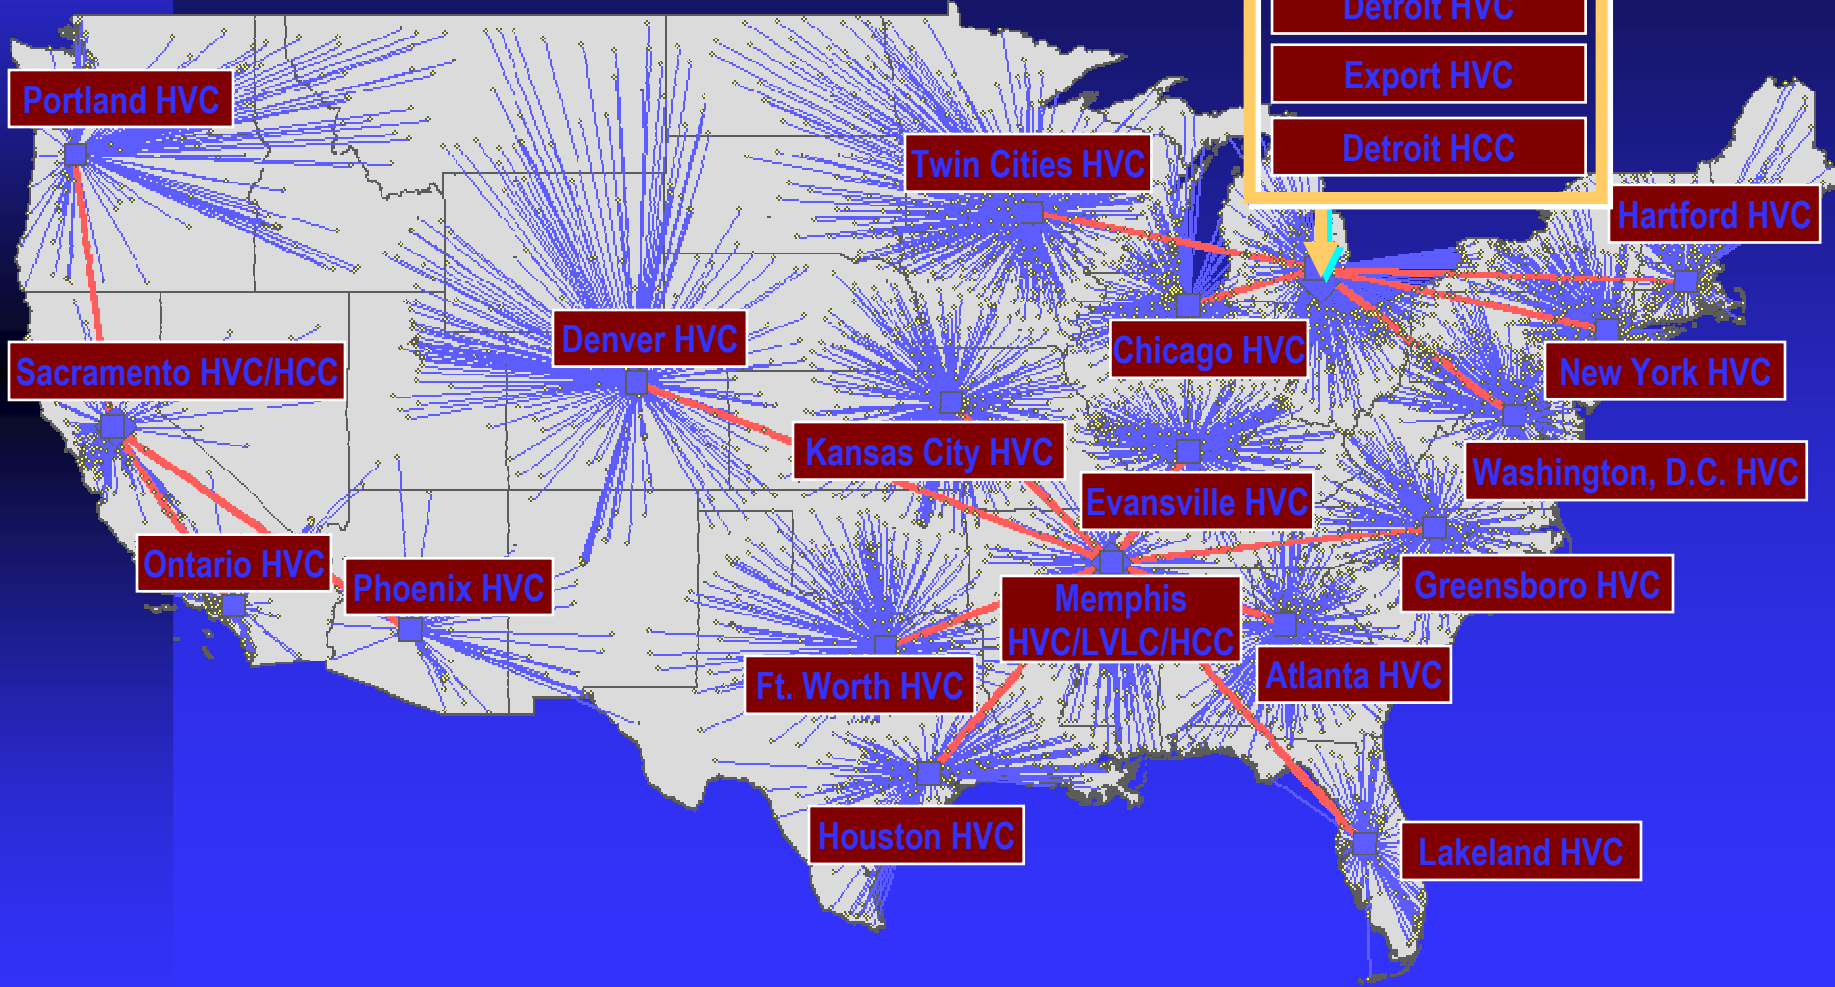 Detroit HVC
Export HVC
Detroit HCC
Portland HVC
Twin Cities HVC
Hartford HVC
Denver HVC
Chicago HVC
Sacramento HVC/HCC
New York HVC
Kansas City HVC
Washington, D.C. HVC
Evansville HVC
Ontario HVC
Phoenix HVC
Greensboro HVC
Memphis
HVC/LVLC/HCC
Ft. Worth HVC
Atlanta HVC
Houston HVC
Lakeland HVC